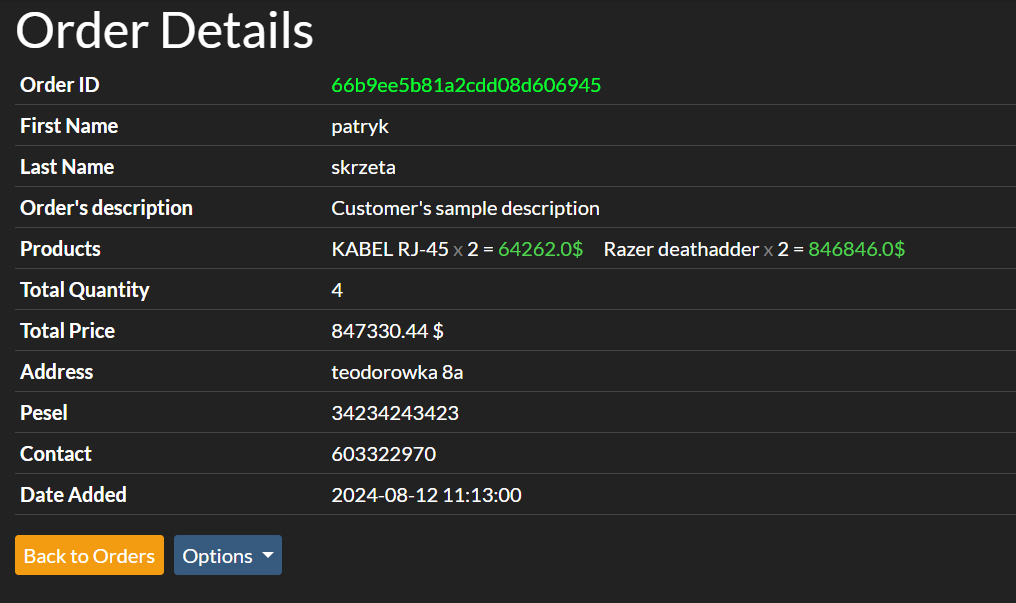 Order Details
Order ID 66b9ee5b81a2cdd08d606945
First Name patryk
Last Name skrzeta
Order's description Customer's sample description
Products KABEL RJ-45 x 2 = 64262.0$ Razer deathadder x 2 = 846846.0$
Total Quantity 4
Total Price 847330.44 $
Address teodorowka 8a
Pesel 34234243423
Contact 603322970
Date Added 2024-08-12 11:13:00
Back to Orders Options